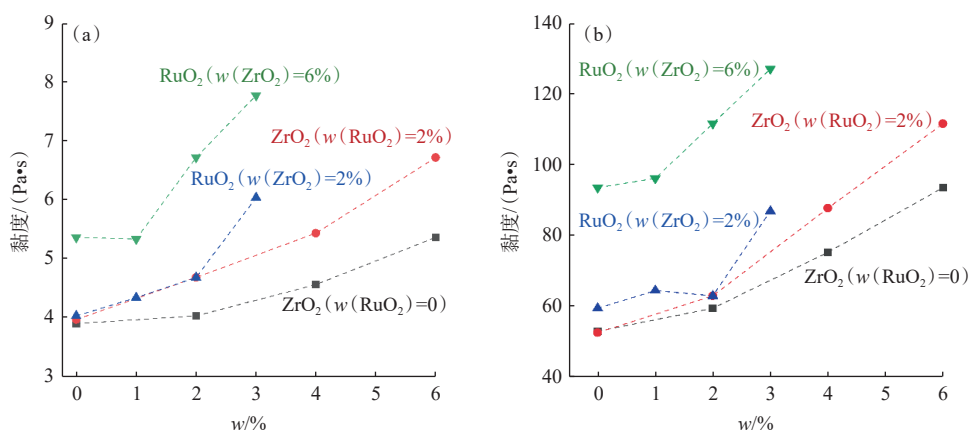 (a)
9
8
7
6
5
4
3
黏度/(Pa•s)
RuO₂(w(ZrO₂)=6%)
ZrO₂(w(RuO₂)=2%)
RuO₂(w(ZrO₂)=2%)
ZrO₂(w(RuO₂)=0)
0 1 2 3 4 6
w/%
(b)
140
120
100
80
60
40
黏度/(Pa•s)
RuO₂(w(ZrO₂)=6%)
ZrO₂(w(RuO₂)=2%)
RuO₂(w(ZrO₂)=2%)
ZrO₂(w(RuO₂)=0)
0 1 2 3 4 6
w/%